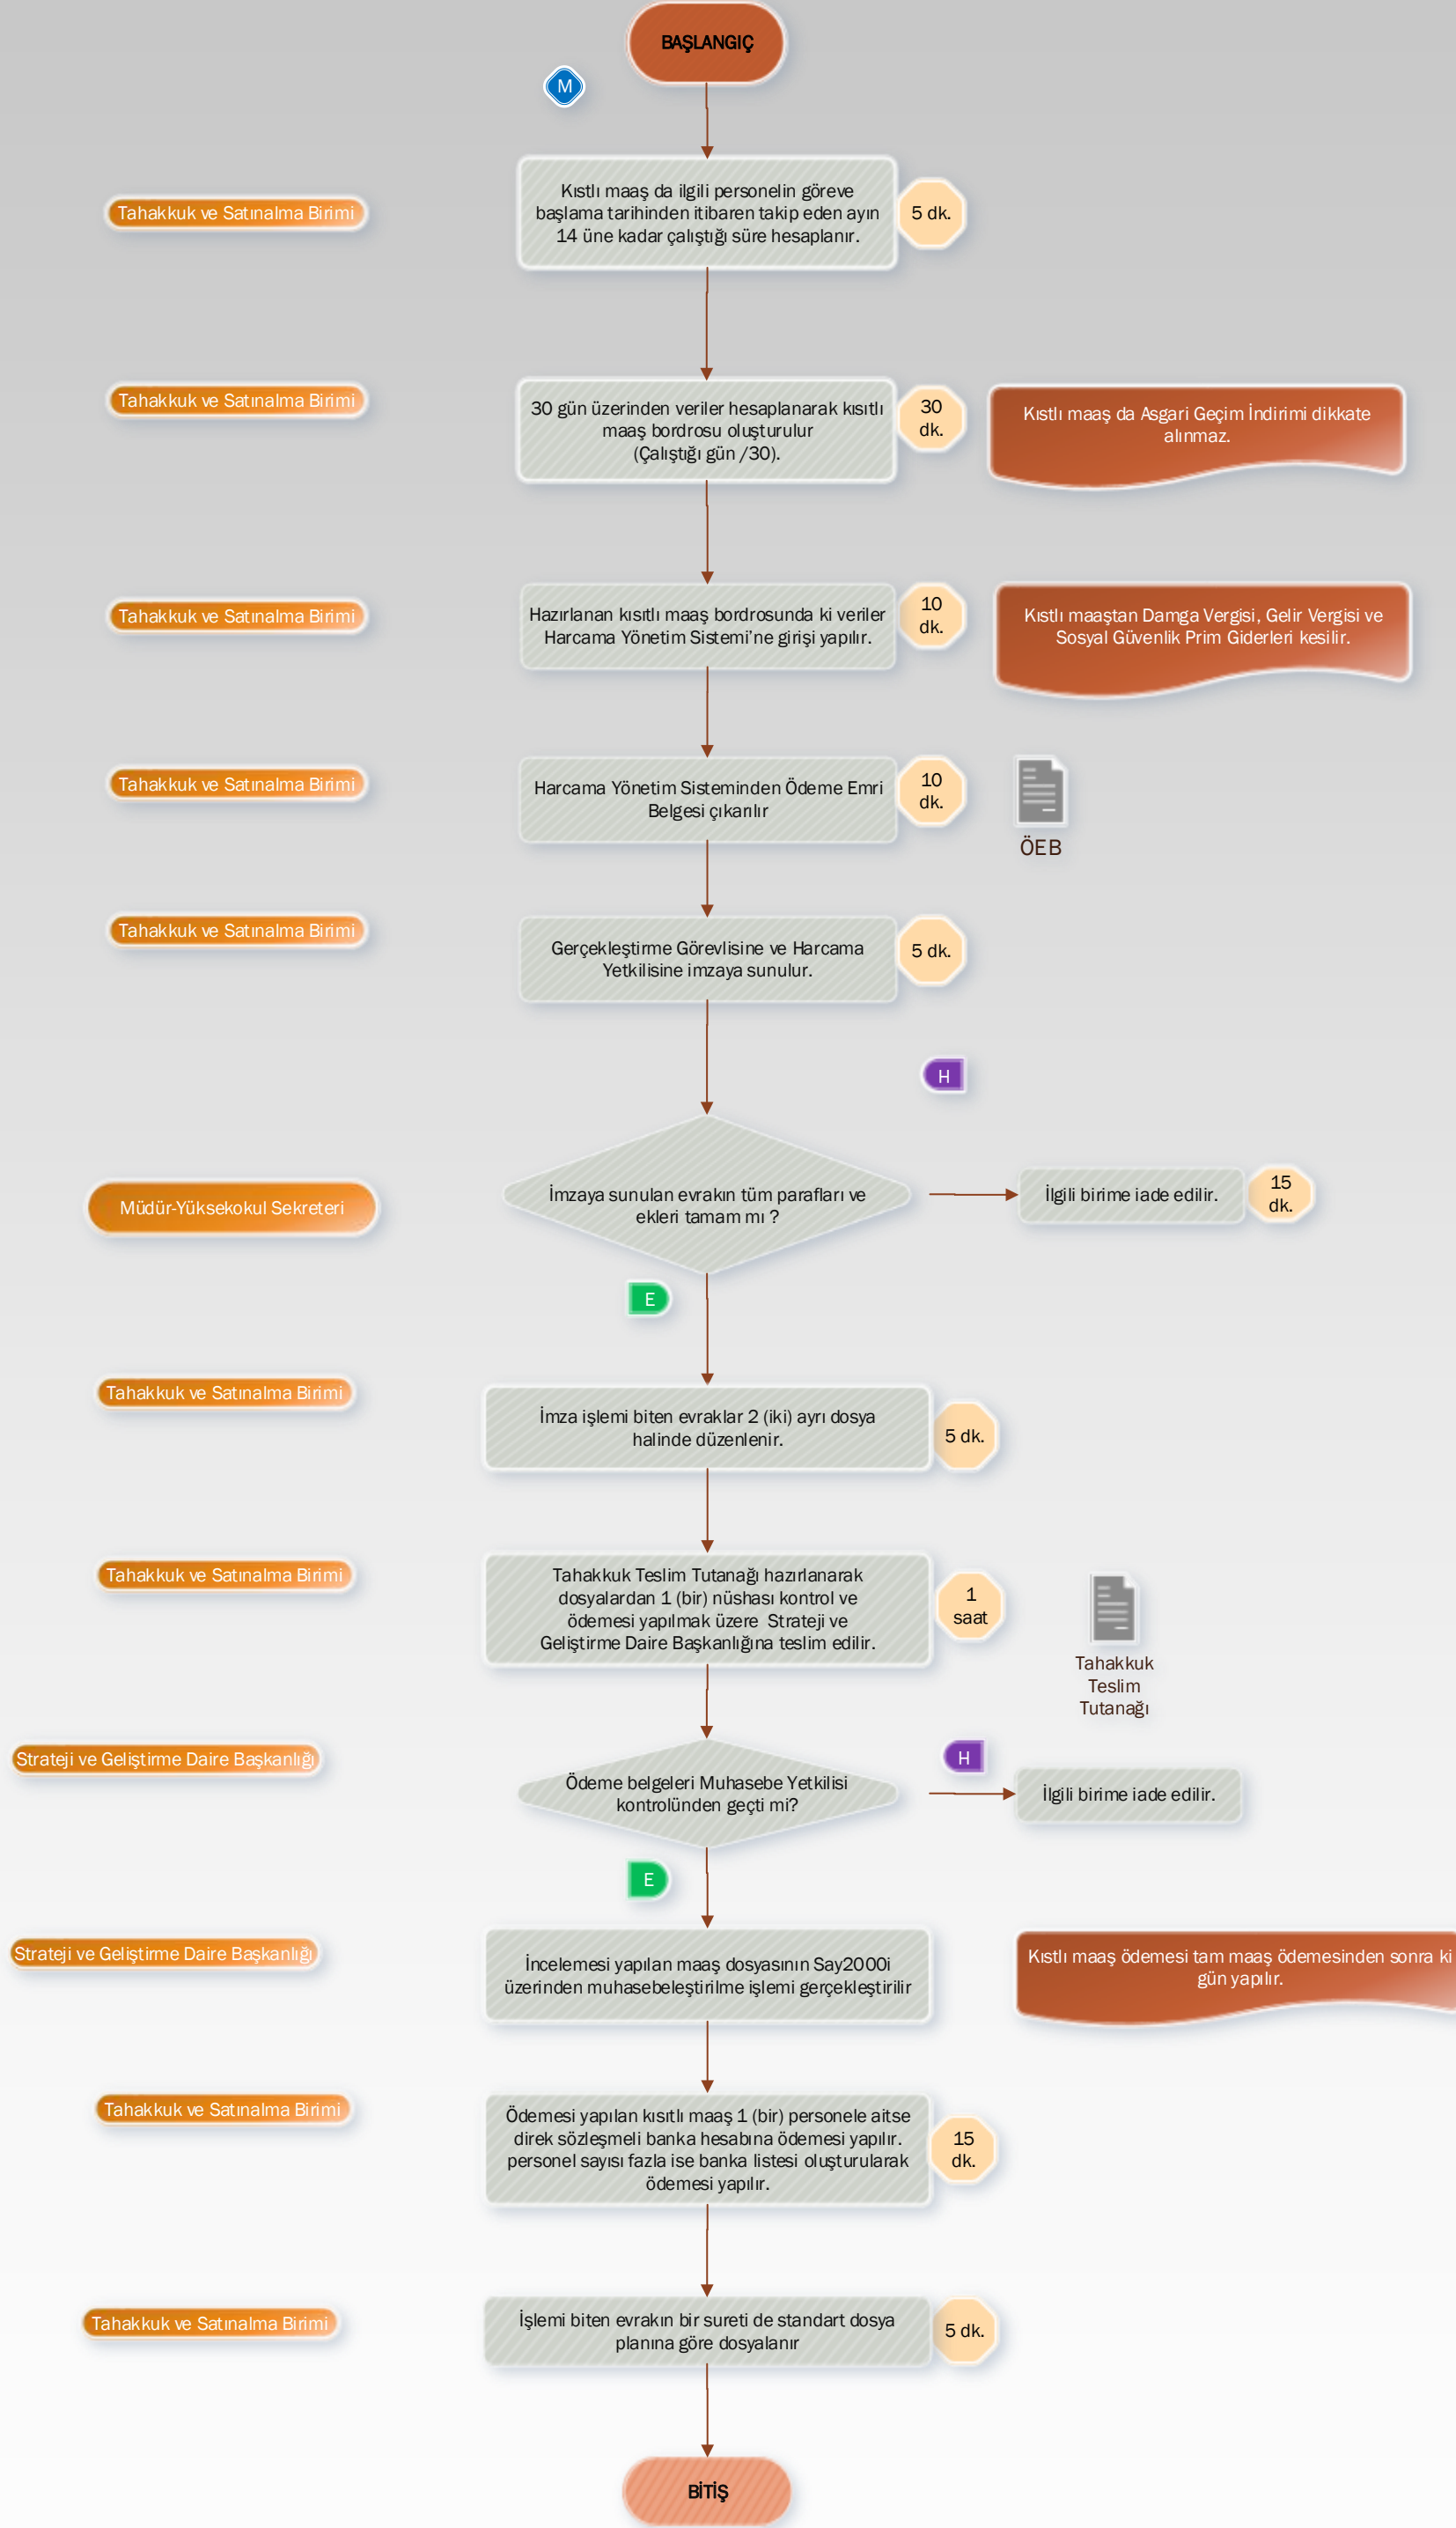 BAŞLANGIÇ
M
Tahakkuk ve Satınalma Birimi
Kıstlı maaş da ilgili personelin göreve
başlama tarihinden itibaren takip eden ayın
14 üne kadar çalıştığı süre hesaplanır.
5 dk.
Tahakkuk ve Satınalma Birimi
30 gün üzerinden veriler hesaplanarak kısıtlı
maaş bordrosu oluşturulur
(Çalıştığı gün /30).
30
dk.
Kıstlı maaş da Asgari Geçim İndirimi dikkate
alınmaz.
Tahakkuk ve Satınalma Birimi
Hazırlanan kısıtlı maaş bordrosunda ki veriler
Harcama Yönetim Sistemi'ne girişi yapılır.
10
dk.
Kıstlı maaştan Damga Vergisi, Gelir Vergisi ve
Sosyal Güvenlik Prim Giderleri kesilir.
Tahakkuk ve Satınalma Birimi
Harcama Yönetim Sisteminden Ödeme Emri
Belgesi çıkarılır
10
dk.
ÖEB
Tahakkuk ve Satınalma Birimi
Gerçekleştirme Görevlisine ve Harcama
Yetkilisine imzaya sunulur.
5 dk.
H
Müdür-Yüksekokul Sekreteri
İmzaya sunulan evrakın tüm parafları ve
ekleri tamam mı ?
İlgili birime iade edilir.
15
dk.
E
Tahakkuk ve Satınalma Birimi
İmza işlemi biten evraklar 2 (iki) ayrı dosya
halinde düzenlenir.
5 dk.
Tahakkuk ve Satınalma Birimi
Tahakkuk Teslim Tutanağı hazırlanarak
dosyalardan 1 (bir) nüshası kontrol ve
ödemesi yapılmak üzere Strateji ve
Geliştirme Daire Başkanlığına teslim edilir.
1
saat
Tahakkuk
Teslim
Tutanağı
Strateji ve Geliştirme Daire Başkanlığı
Ödeme belgeleri Muhasebe Yetkilisi
kontrolünden geçti mi?
H
İlgili birime iade edilir.
E
Strateji ve Geliştirme Daire Başkanlığı
İncelemesi yapılan maaş dosyasının Say2000i
üzerinden muhasebeleştirilme işlemi gerçekleştirilir
Kıstlı maaş ödemesi tam maaş ödemesinden sonra ki
gün yapılır.
Tahakkuk ve Satınalma Birimi
Ödemesi yapılan kısıtlı maaş 1 (bir) personele aitse
direk sözleşmeli banka hesabına ödemesi yapılır.
personel sayısı fazla ise banka listesi oluşturularak
ödemesi yapılır.
15
dk.
Tahakkuk ve Satınalma Birimi
İşlemi biten evrakın bir sureti de standart dosya
planına göre dosyalanır
5 dk.
BİTİŞ